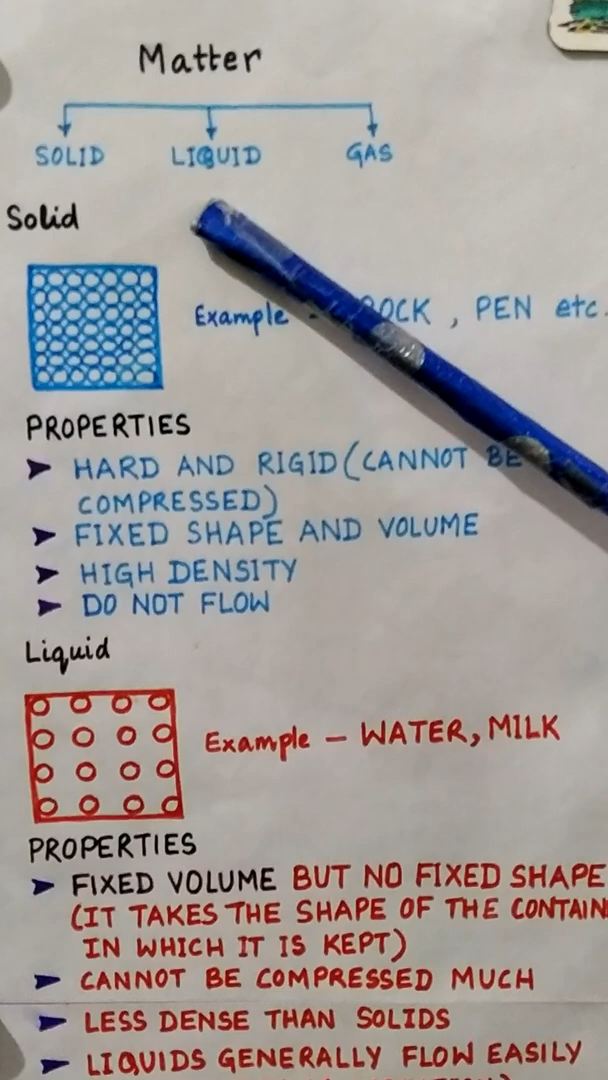 Matter
SOLID LIQUID GAS
Solid
Example - ROCK, PEN etc.
PROPERTIES
➤ HARD AND RIGID (CANNOT BE
COMPRESSED)
➤ FIXED SHAPE AND VOLUME
➤ HIGH DENSITY
➤ DO NOT FLOW
Liquid
Example – WATER, MILK
PROPERTIES
➤ FIXED VOLUME BUT NO FIXED SHAPE
(IT TAKES THE SHAPE OF THE CONTAIN
IN WHICH IT IS KEPT)
➤ CANNOT BE COMPRESSED MUCH
➤ LESS DENSE THAN SOLIDS
➤ LIQUIDS GENERALLY FLOW EASILY